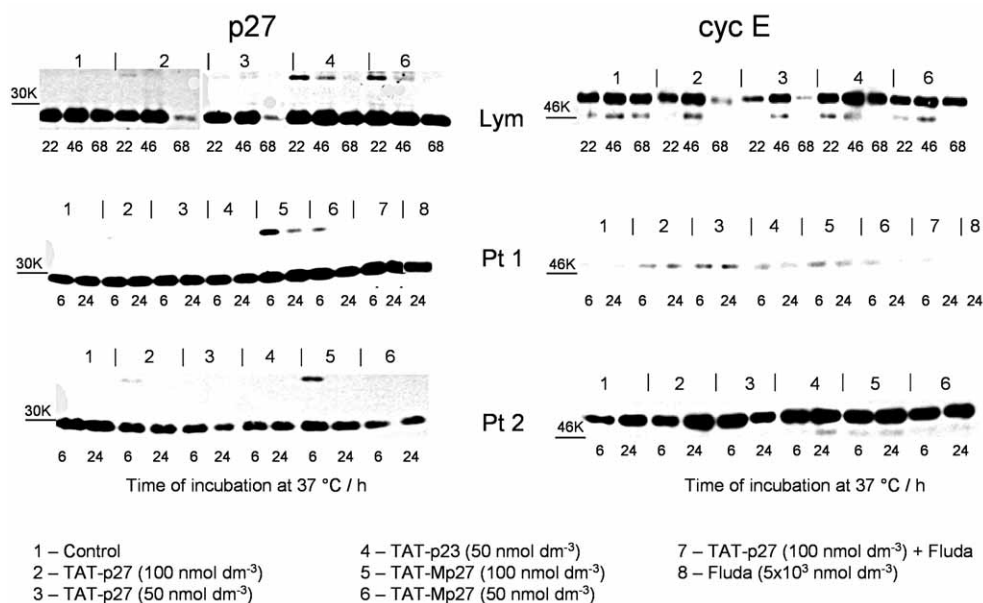 p27 cyc E
1 | 2 | 3 | 4 | 6
30K
22 46 68 22 46 68 22 46 68 22 46 68 22 46 68
Lym
1 | 2 | 3 | 4 | 6
46K
22 46 68 22 46 68 22 46 68 22 46 68 22 46 68
1 | 2 | 3 | 4 | 5 | 6 | 7 | 8
30K
6 24 6 24 6 24 6 24 6 24 6 24 6 24 24
Pt 1
1 | 2 | 3 | 4 | 5 | 6 | 7 | 8
46K
6 24 6 24 6 24 6 24 6 24 6 24 6 24 24
1 | 2 | 3 | 4 | 5 | 6
30K
6 24 6 24 6 24 6 24 6 24 6 24
Pt 2
1 | 2 | 3 | 4 | 5 | 6
46K
6 24 6 24 6 24 6 24 6 24 6 24
Time of incubation at 37 °C / h
Time of incubation at 37 °C / h
1 – Control
2 – TAT-p27 (100 nmol dm⁻³)
3 – TAT-p27 (50 nmol dm⁻³)
4 – TAT-p23 (50 nmol dm⁻³)
5 – TAT-Mp27 (100 nmol dm⁻³)
6 – TAT-Mp27 (50 nmol dm⁻³)
7 – TAT-p27 (100 nmol dm⁻³) + Fluda
8 – Fluda (5x10³ nmol dm⁻³)